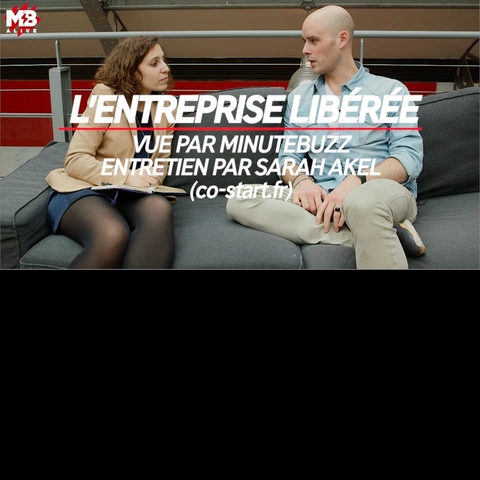 MB
ALIVE
L'ENTREPRISE LIBÉRÉE
VUE PAR MINUTEBUZZ
ENTRETIEN PAR SARAH AKEL
(co-start.fr)